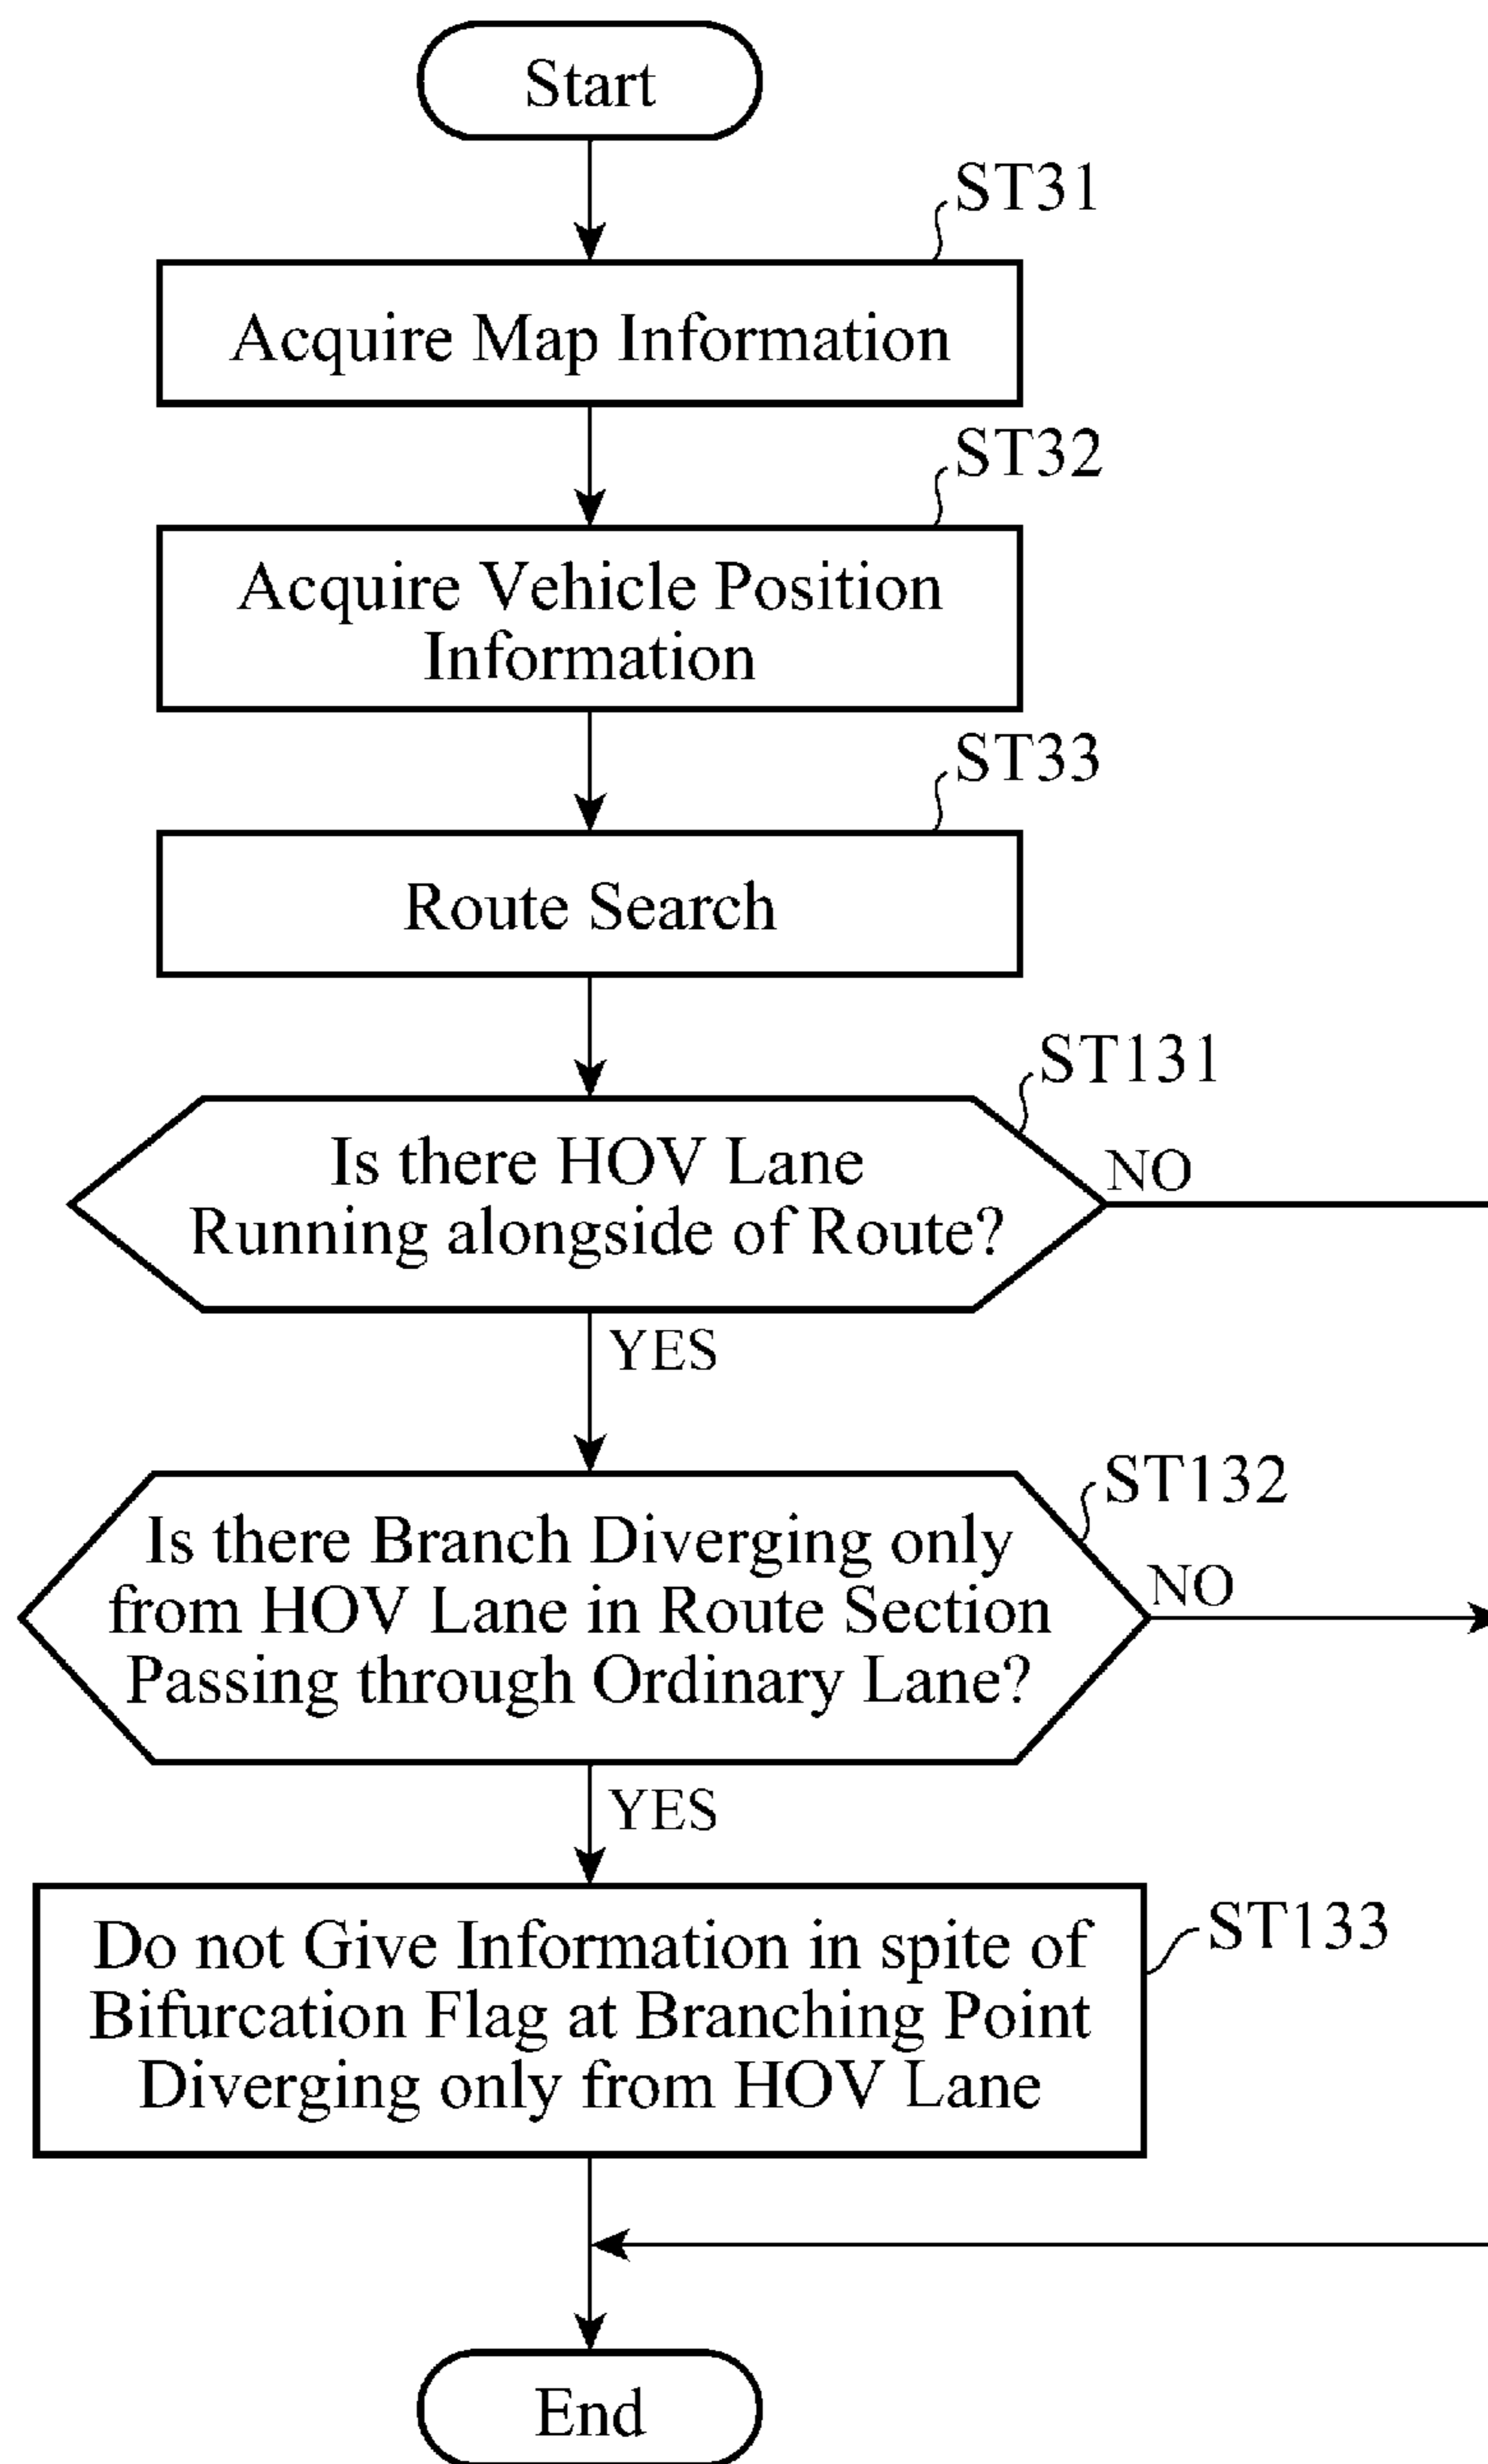 Start
ST31
Acquire Map Information
ST32
Acquire Vehicle Position
Information
ST33
Route Search
ST131
Is there HOV Lane
Running alongside of Route?
NO
YES
ST132
Is there Branch Diverging only
from HOV Lane in Route Section
Passing through Ordinary Lane?
NO
YES
ST133
Do not Give Information in spite of
Bifurcation Flag at Branching Point
Diverging only from HOV Lane
End